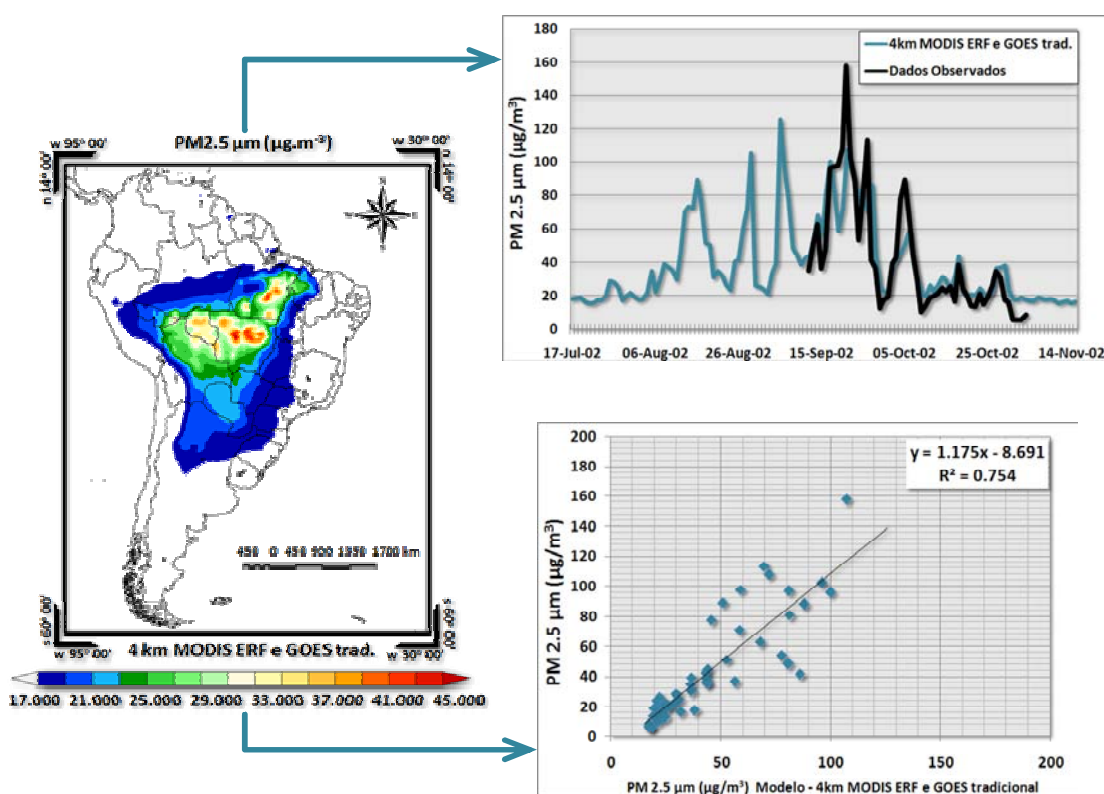 PM2.5 µm (µg.m⁻³)
w 95° 00'
w 30° 00'
n 14° 00'
n 14° 00'
450 0 450 900 1350 1700 km
s 60° 00'
s 60° 00'
w 95° 00'
4 km MODIS ERF e GOES trad.
w 30° 00'
17.000 21.000 25.000 29.000 33.000 37.000 41.000 45.000
4km MODIS ERF e GOES trad.
Dados Observados
PM 2.5 µm (µg/m³)
180
160
140
120
100
80
60
40
20
0
17-Jul-02 06-Aug-02 26-Aug-02 15-Sep-02 05-Oct-02 25-Oct-02 14-Nov-02
y = 1.175x - 8.691
R² = 0.754
PM 2.5 µm (µg/m³)
200
180
160
140
120
100
80
60
40
20
0
0 50 100 150 200
PM 2.5 µm (µg/m³) Modelo - 4km MODIS ERF e GOES tradicional